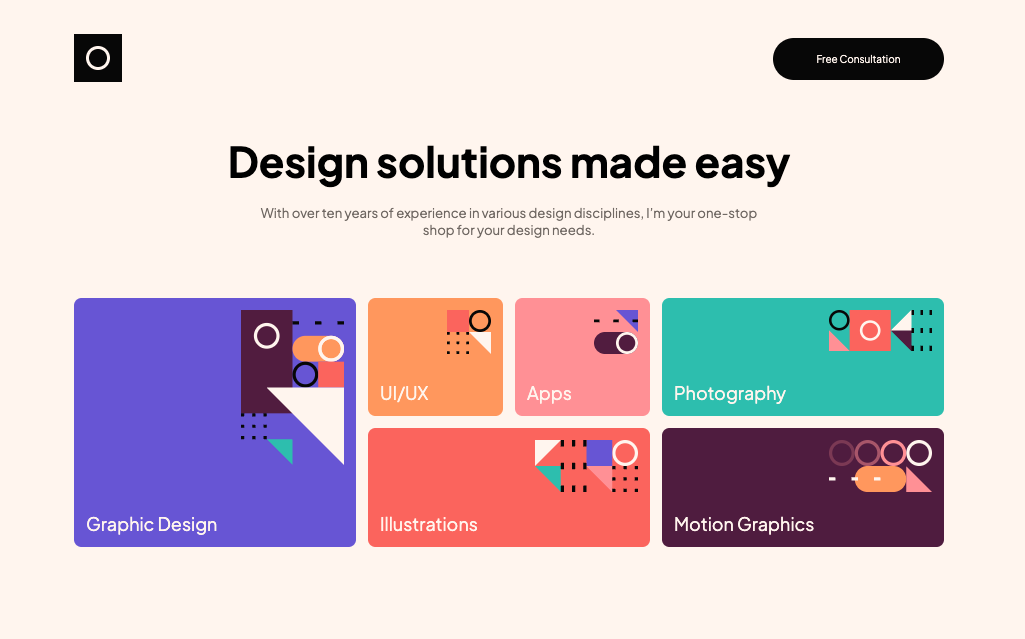 Free Consultation
Design solutions made easy
With over ten years of experience in various design disciplines, I'm your one-stop
shop for your design needs.
Graphic Design
UI/UX
Apps
Photography
Illustrations
Motion Graphics